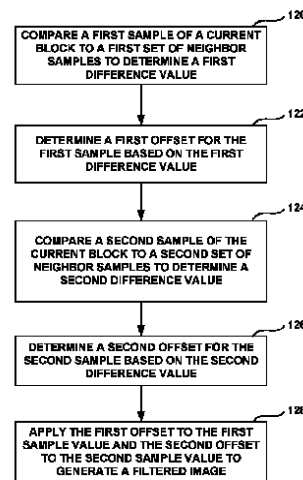 120
COMPARE A FIRST SAMPLE OF A CURRENT
BLOCK TO A FIRST SET OF NEIGHBOR
SAMPLES TO DETERMINE A FIRST
DIFFERENCE VALUE
122
DETERMINE A FIRST OFFSET FOR THE
FIRST SAMPLE BASED ON THE FIRST
DIFFERENCE VALUE
124
COMPARE A SECOND SAMPLE OF THE
CURRENT BLOCK TO A SECOND SET OF
NEIGHBOR SAMPLES TO DETERMINE A
SECOND DIFFERENCE VALUE
126
DETERMINE A SECOND OFFSET FOR THE
SECOND SAMPLE BASED ON THE SECOND
DIFFERENCE VALUE
128
APPLY THE FIRST OFFSET TO THE FIRST
SAMPLE VALUE AND THE SECOND OFFSET
TO THE SECOND SAMPLE VALUE TO
GENERATE A FILTERED IMAGE